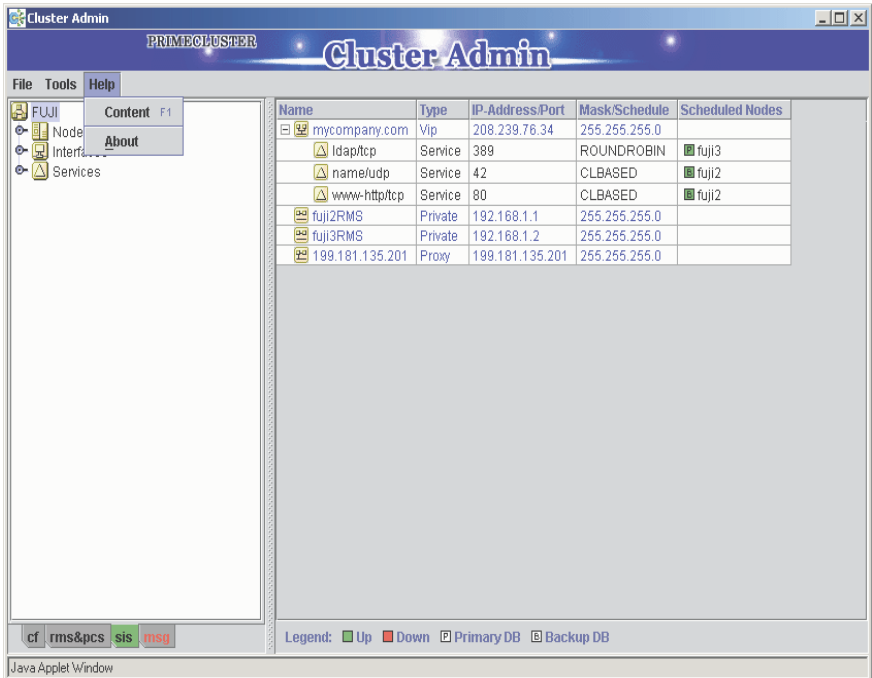 Cluster Admin
PRIMECLUSTER
Cluster Admin
File Tools Help
Content F1
About
FUJI
Node
Interfaces
Services
Name Type IP-Address/Port Mask/Schedule Scheduled Nodes
mycompany.com Vip 208.239.76.34 255.255.255.0
ldap/tcp Service 389 ROUNDROBIN P fuji3
name/udp Service 42 CLBASED B fuji2
www-http/tcp Service 80 CLBASED B fuji2
fuji2RMS Private 192.168.1.1 255.255.255.0
fuji3RMS Private 192.168.1.2 255.255.255.0
199.181.135.201 Proxy 199.181.135.201 255.255.255.0
cf rms&pcs sis msg
Legend: Up Down P Primary DB B Backup DB
Java Applet Window